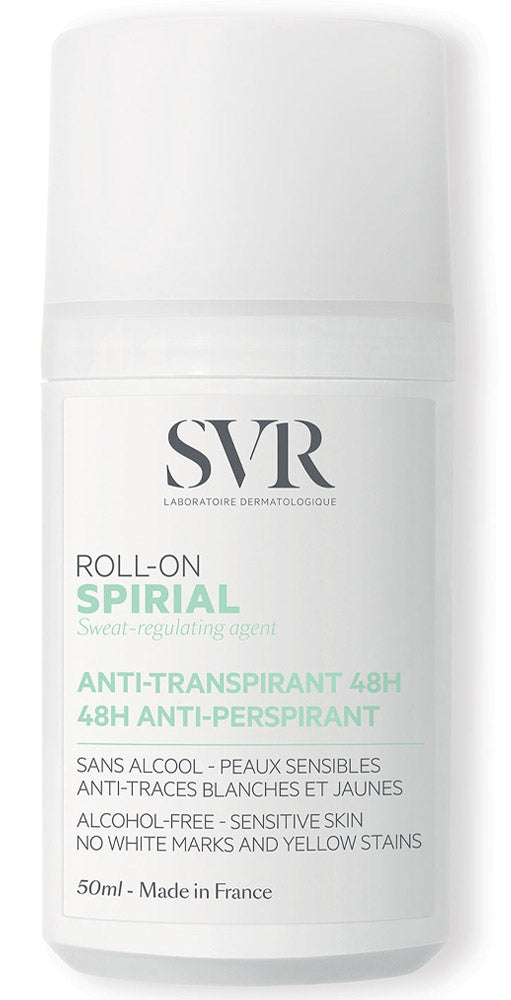 SVR
LABORATOIRE DERMATOLOGIQUE
ROLL-ON
SPIRIAL
Sweat-regulating agent
ANTI-TRANSPIRANT 48H
48H ANTI-PERSPIRANT
SANS ALCOOL - PEAUX SENSIBLES
ANTI-TRACES BLANCHES ET JAUNES
ALCOHOL-FREE - SENSITIVE SKIN
NO WHITE MARKS AND YELLOW STAINS
50ml - Made in France